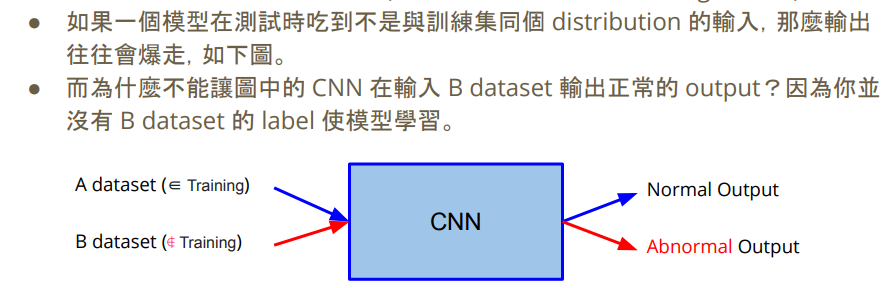 ● 如果一個模型在測試時吃到不是與訓練集同個 distribution 的輸入, 那麼輸出
往往會爆走, 如下圖。
● 而為什麼不能讓圖中的 CNN 在輸入 B dataset 輸出正常的 output？因為你並
沒有 B dataset 的 label 使模型學習。
A dataset (∈ Training)
Normal Output
CNN
B dataset (∉ Training)
Abnormal Output